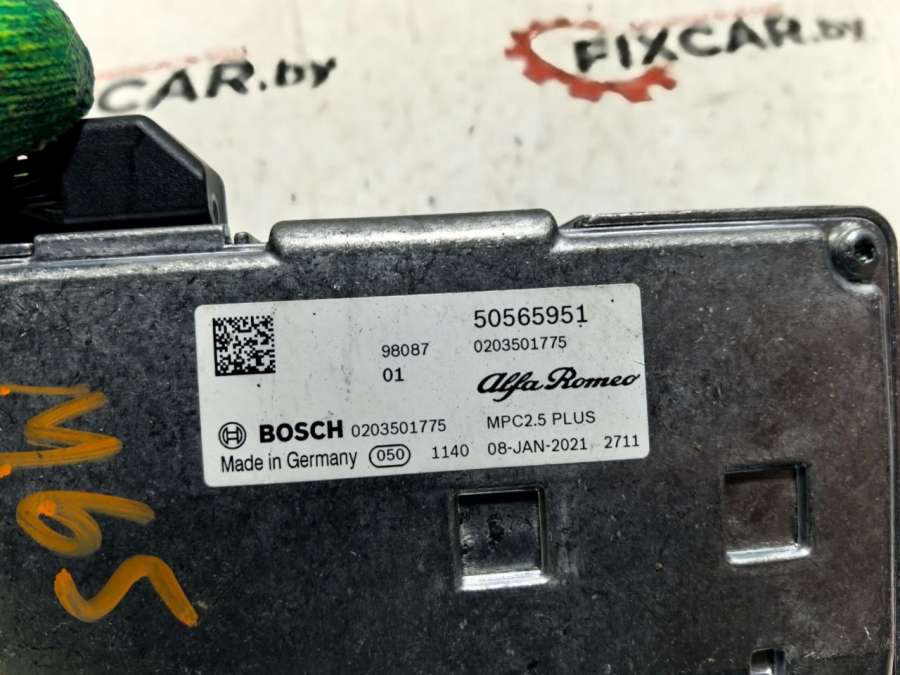 CAR.by
FIXCAR.by
50565951
98087 0203501775
01
Alfa Romeo
BOSCH 0203501775 MPC2.5 PLUS
Made in Germany 050 1140 08-JAN-2021 2711
M65